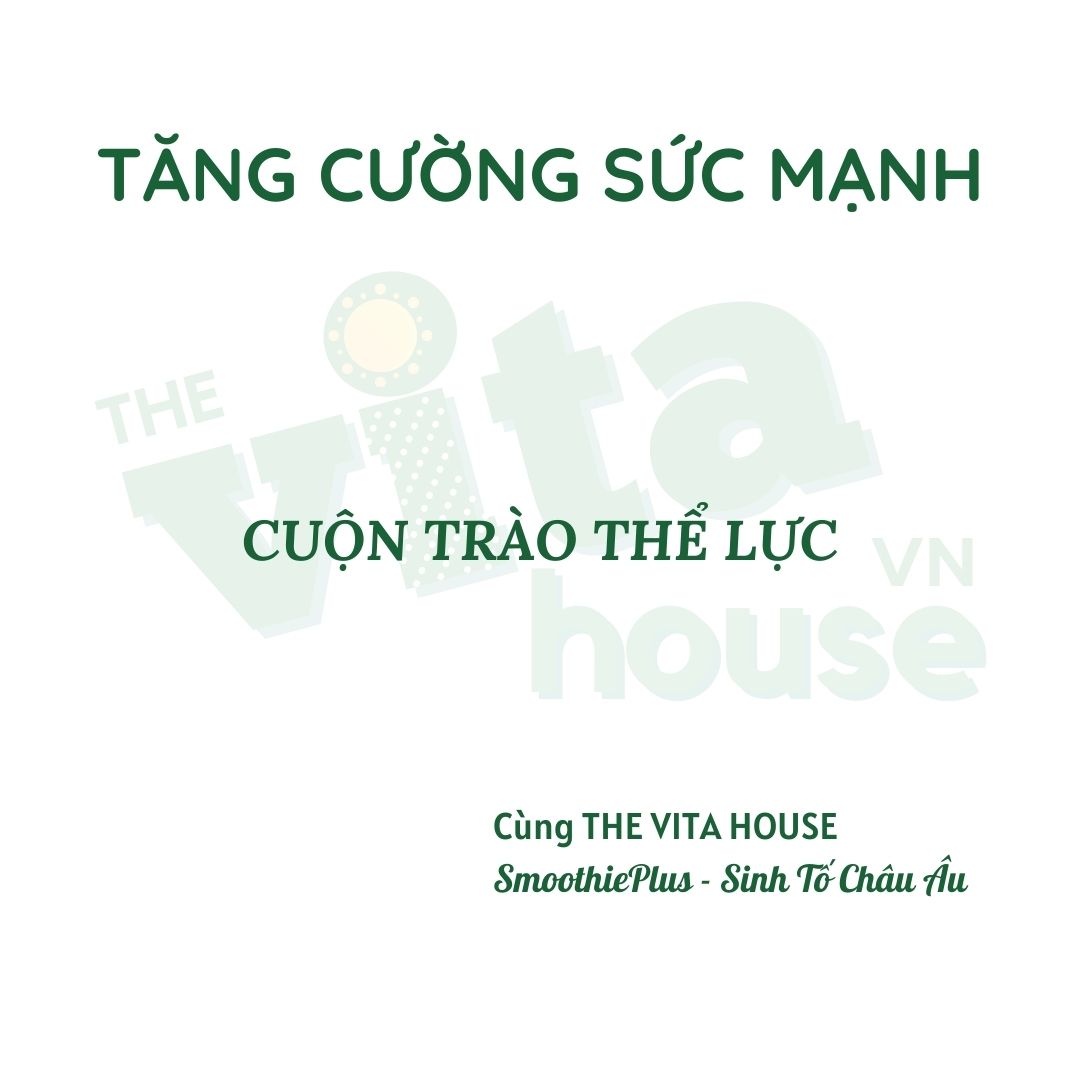 TĂNG CƯỜNG SỨC MẠNH
THE
vita
CUỘN TRÀO THỂ LỰC
VN
house
Cùng THE VITA HOUSE
SmoothiePlus - Sinh Tố Châu Âu